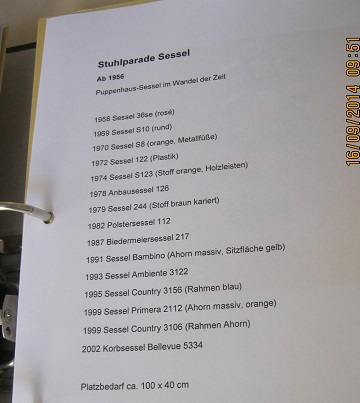 Stuhlparade Sessel
Ab 1956
Puppenhaus-Sessel im Wandel der Zeit
1958 Sessel 36se (rosé)
1969 Sessel S10 (rund)
1970 Sessel S8 (orange, Metallfüße)
1972 Sessel 122 (Plastik)
1974 Sessel S123 (Stoff orange, Holzleisten)
1978 Anbausessel 126
1979 Sessel 244 (Stoff braun kariert)
1982 Polstersessel 112
1987 Biedermeiersessel 217
1991 Sessel Bambino (Ahorn massiv, Sitzfläche gelb)
1993 Sessel Ambiente 3122
1995 Sessel Country 3156 (Rahmen blau)
1999 Sessel Primera 2112 (Ahorn massiv, orange)
1999 Sessel Country 3106 (Rahmen Ahorn)
2002 Korbsessel Bellevue 5334
Platzbedarf ca. 100 x 40 cm
16/09/2014 09:51